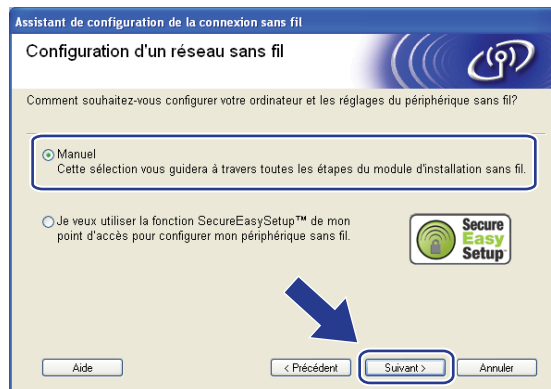 Assistant de configuration de la connexion sans fil
Configuration d'un réseau sans fil
Comment souhaitez-vous configurer votre ordinateur et les réglages du périphérique sans fil?
Manuel
Cette sélection vous guidera à travers toutes les étapes du module d'installation sans fil.
Je veux utiliser la fonction SecureEasySetup™ de mon
point d'accès pour configurer mon périphérique sans fil.
Secure
Easy
Setup™
Aide
< Précédent
Suivant >
Annuler